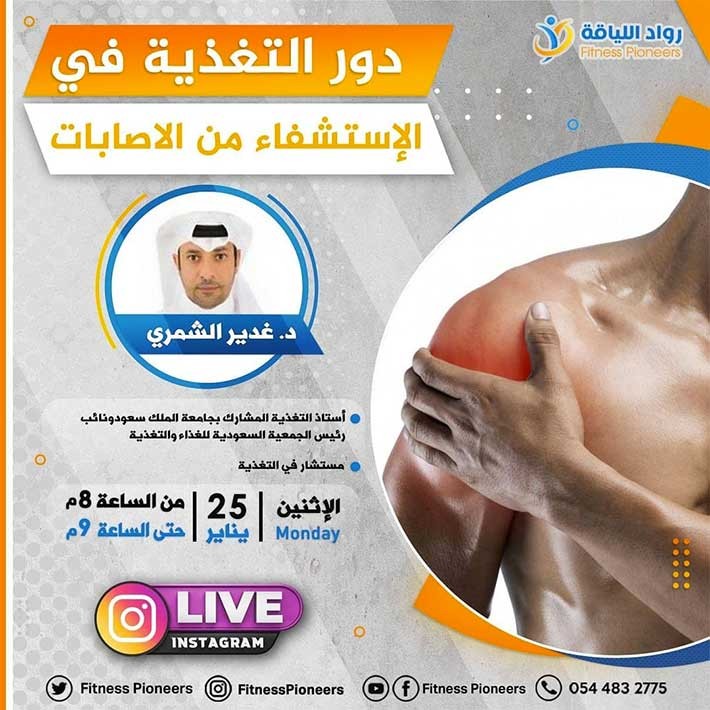 رواد اللياقة
Fitness Pioneers
دور التغذية في
الإستشفاء من الاصابات
د. غدير الشمري
أستاذ التغذية المشارك بجامعة الملك سعودونائب
رئيس الجمعية السعودية للغذاء والتغذية
مستشار في التغذية
الإثنين
Monday
25
يناير
من الساعة 8م
حتى الساعة 9م
LIVE
INSTAGRAM
Fitness Pioneers
FitnessPioneers
Fitness Pioneers
054 483 2775